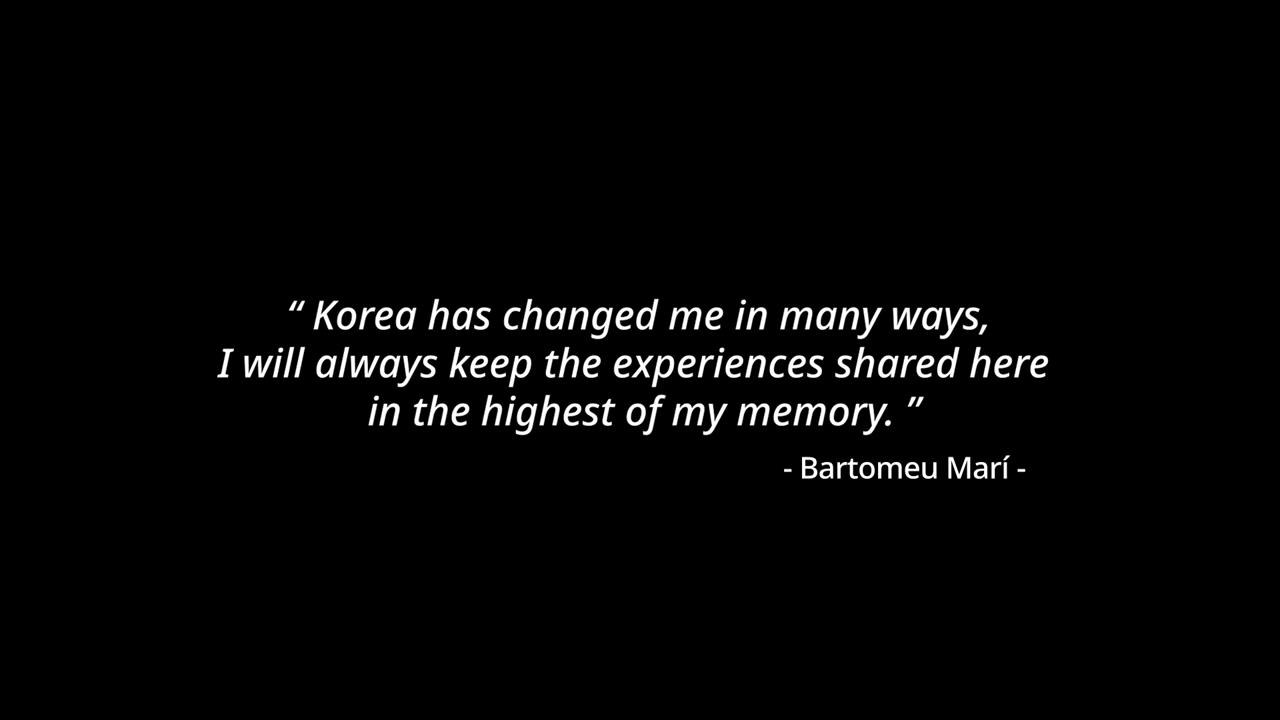 “ Korea has changed me in many ways,
I will always keep the experiences shared here
in the highest of my memory. ”
- Bartomeu Marí -